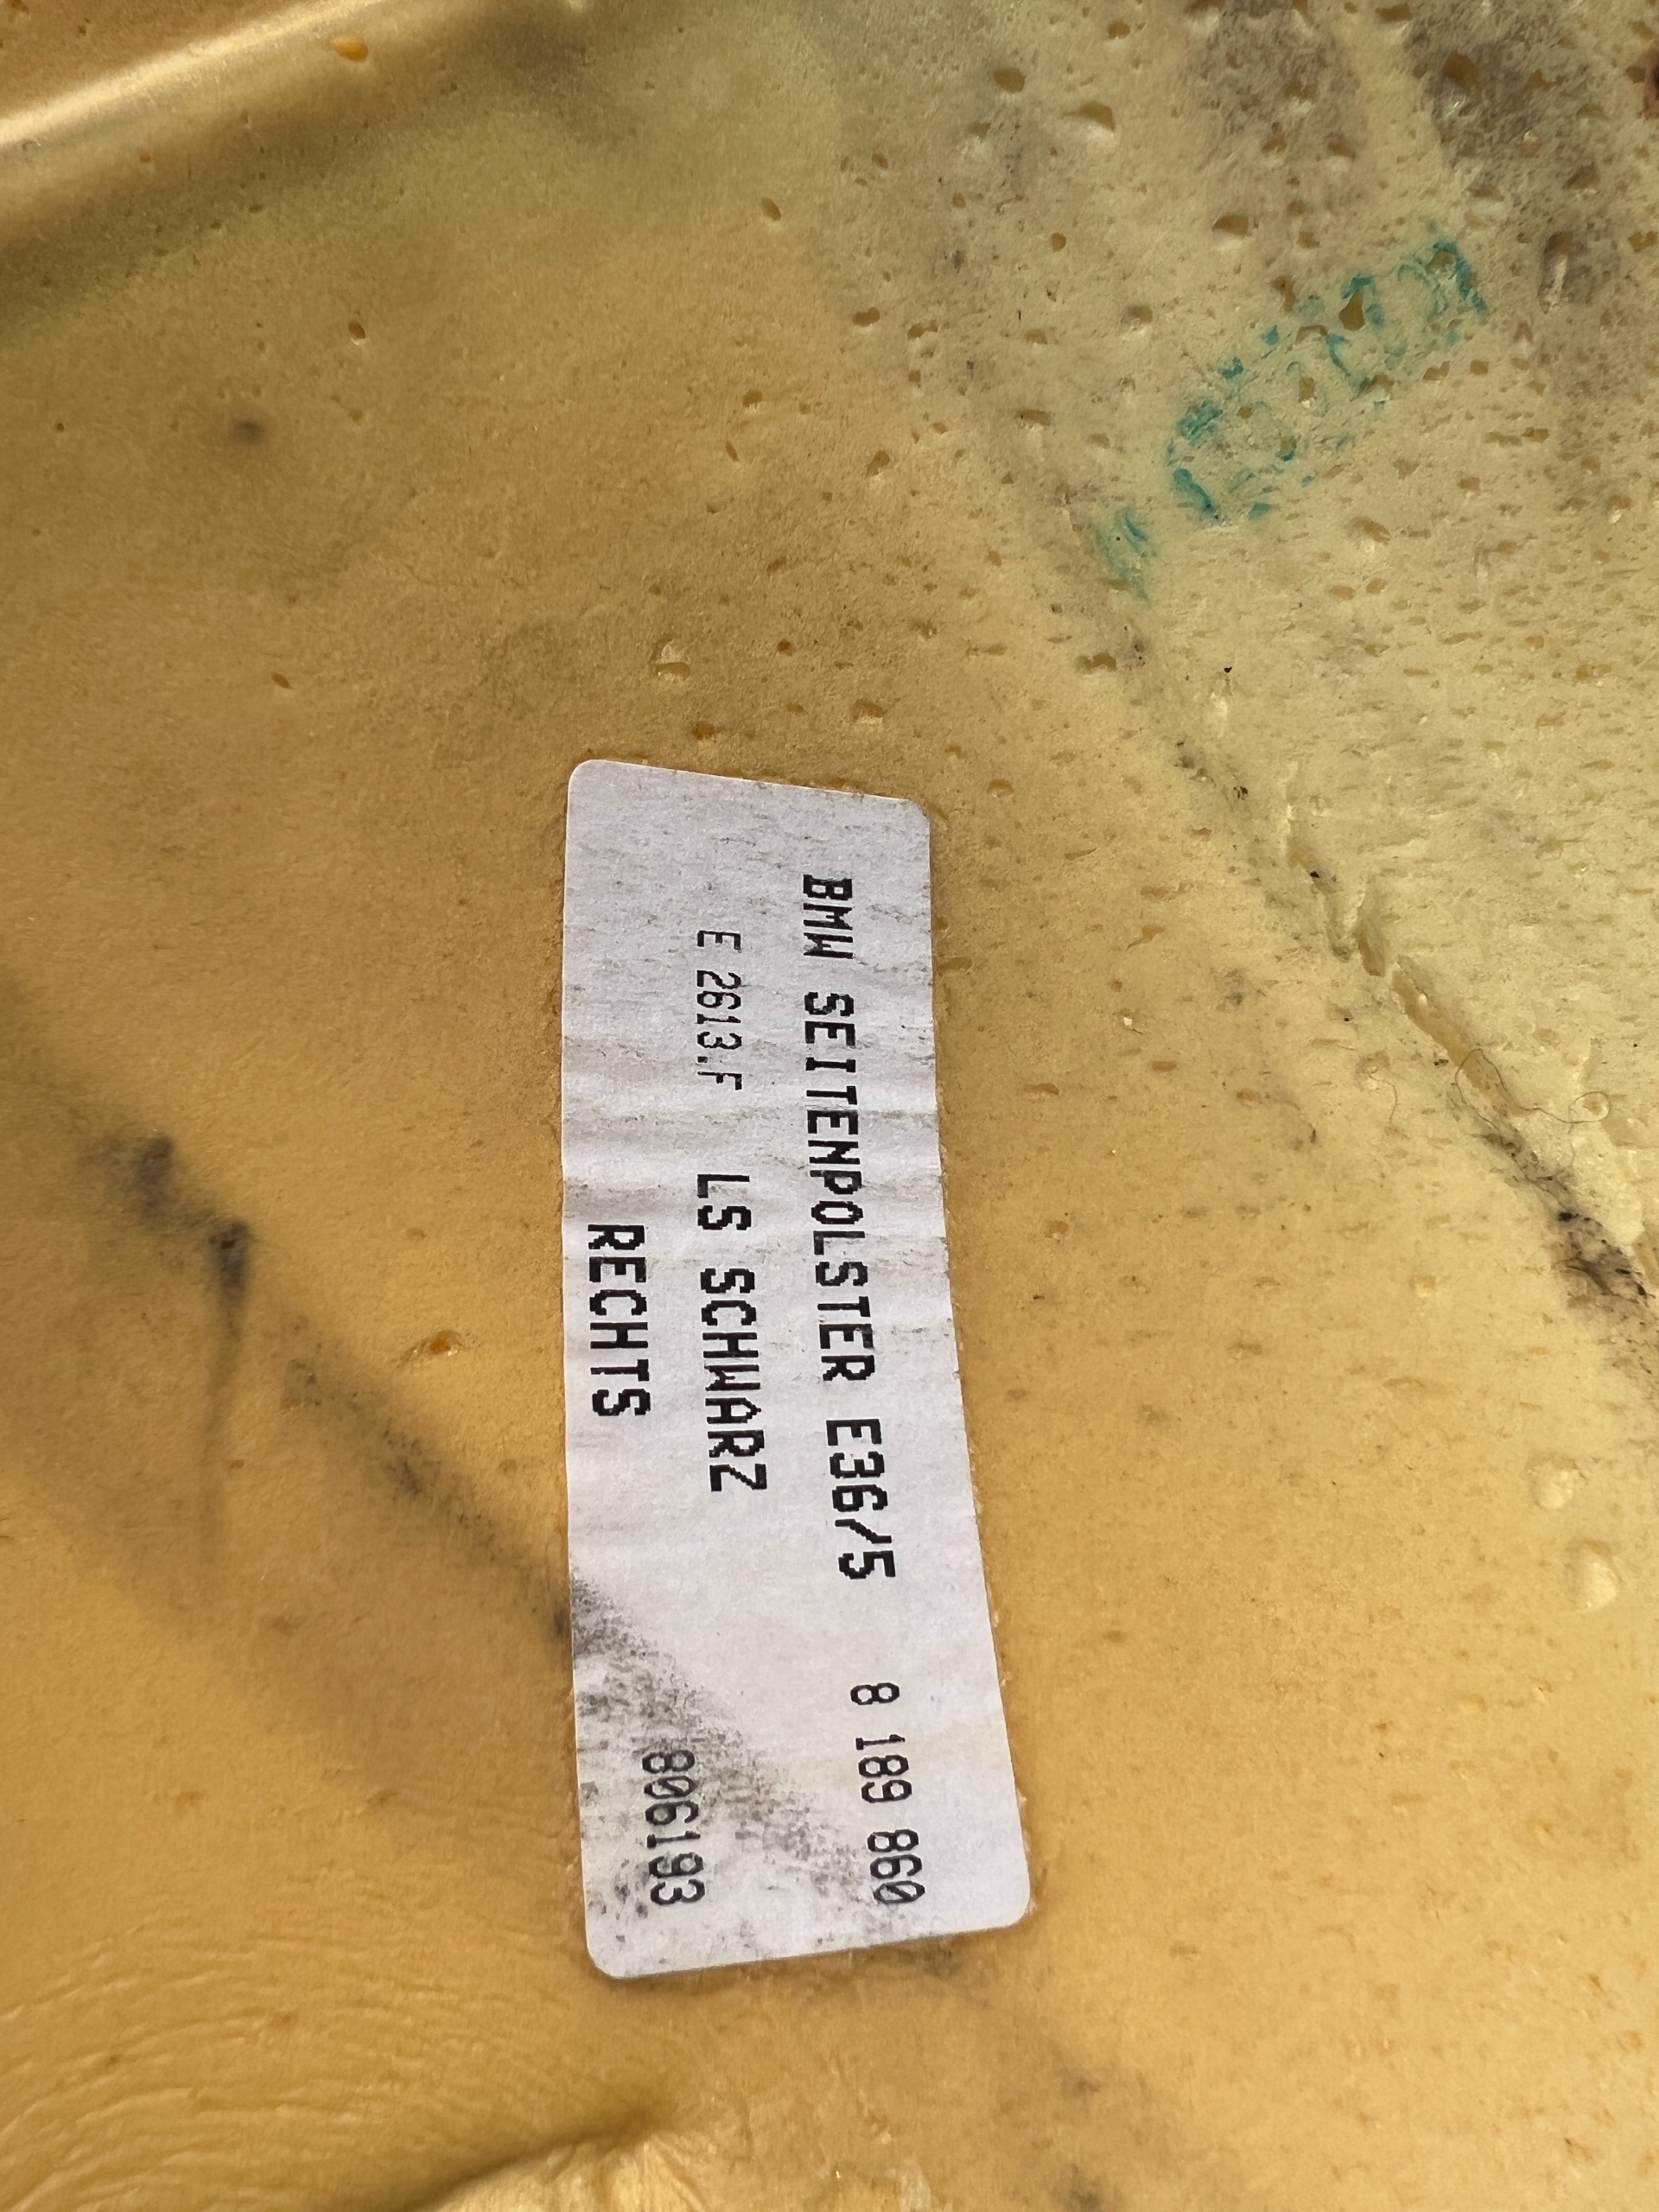 BMW SEITENPOLSTER E36/5 8 189 860
E 2613.F LS SCHWARZ
RECHTS 806193